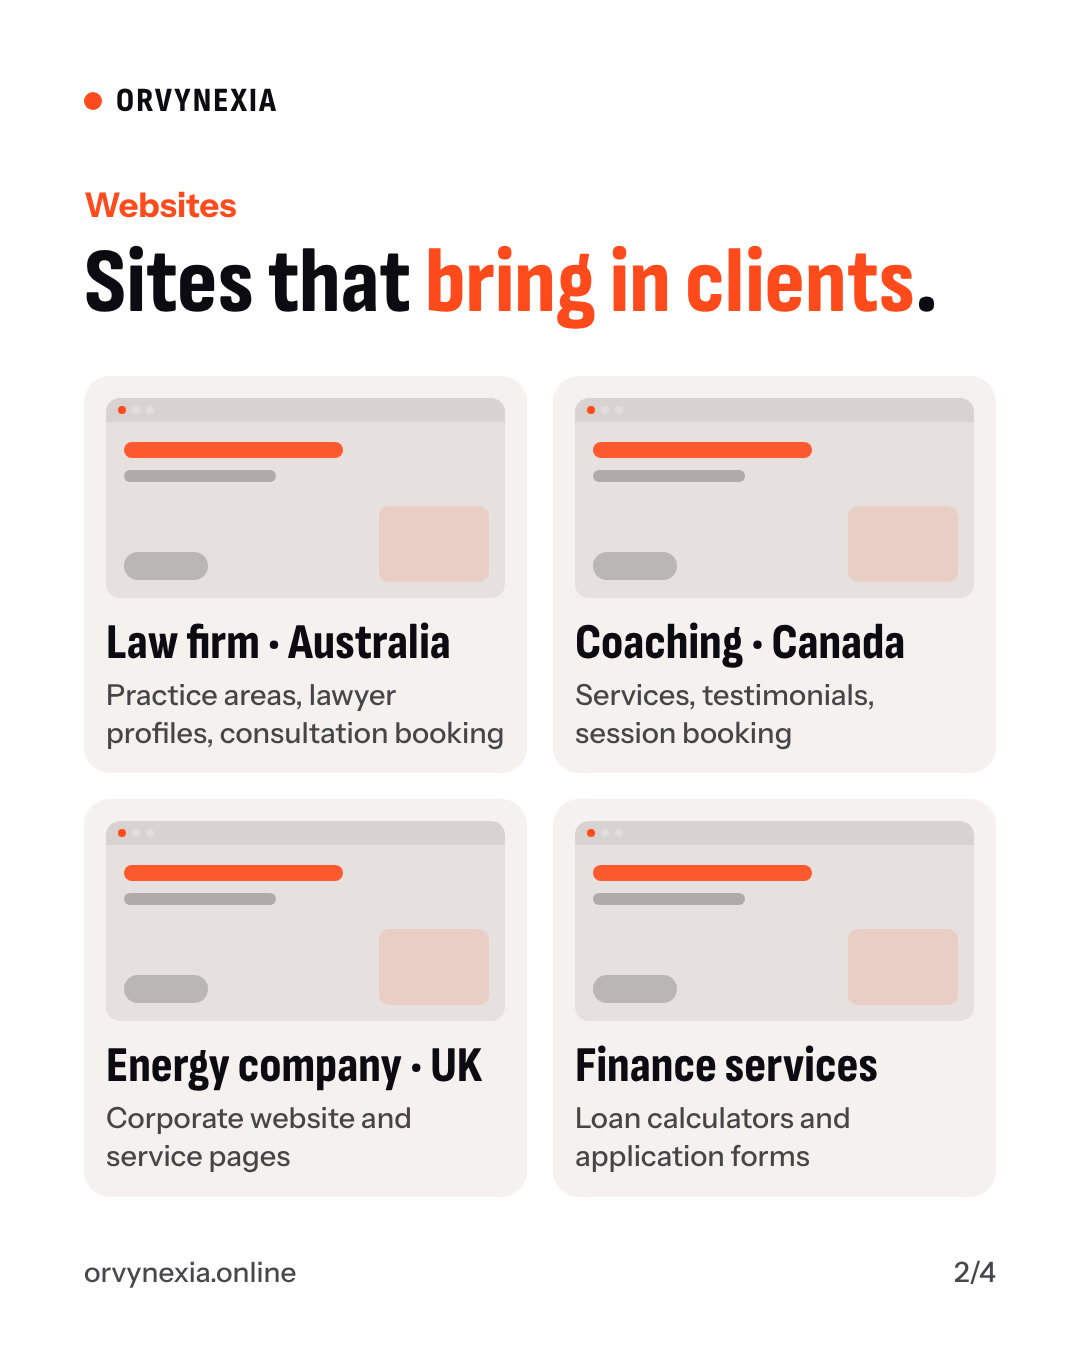 ORVYNEXIA
Websites
Sites that bring in clients.
Law firm · Australia
Practice areas, lawyer
profiles, consultation booking
Coaching · Canada
Services, testimonials,
session booking
Energy company · UK
Corporate website and
service pages
Finance services
Loan calculators and
application forms
orvynexia.online
2/4